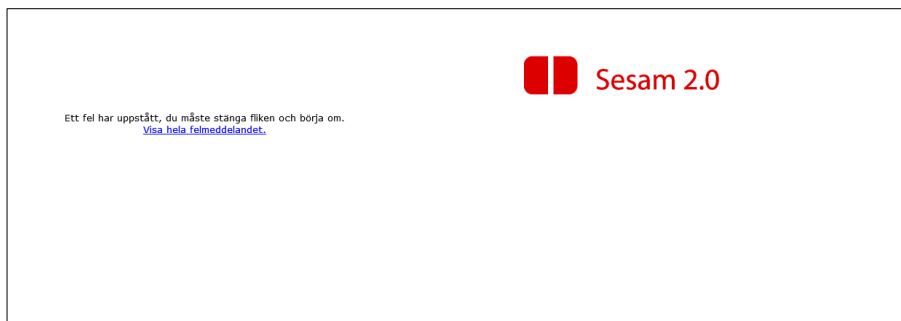 Sesam 2.0
Ett fel har uppstått, du måste stänga fliken och börja om.
Visa hela felmeddelandet.